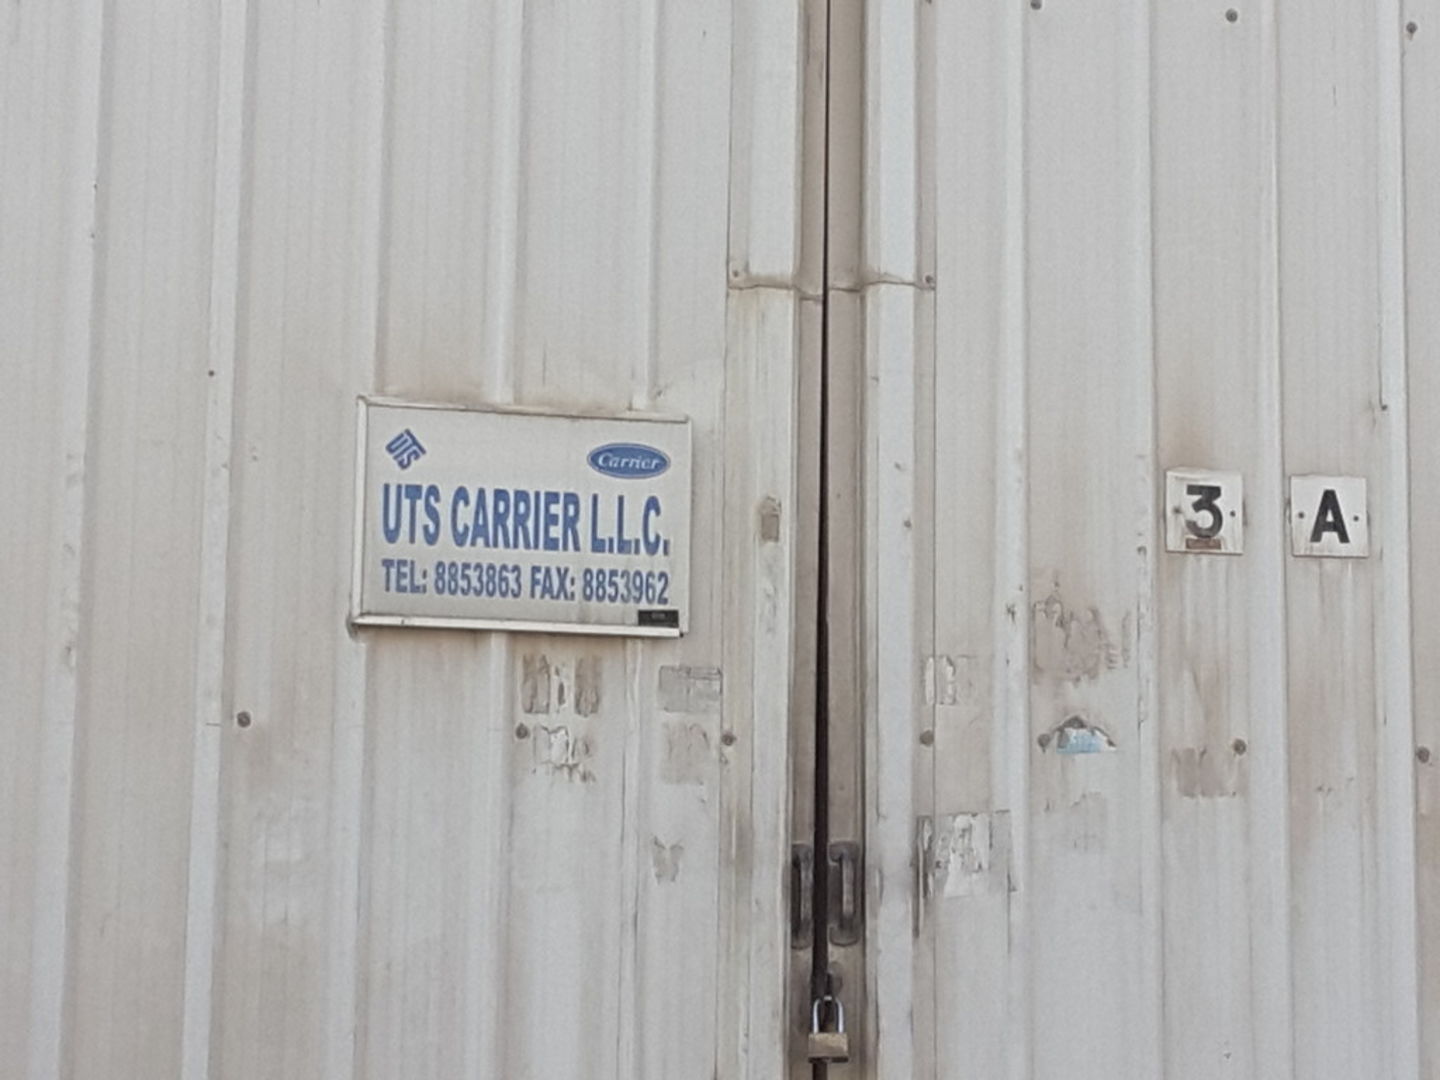 UTS
Carrier
UTS CARRIER L.L.C.
TEL: 8853863 FAX: 8853962
3
A